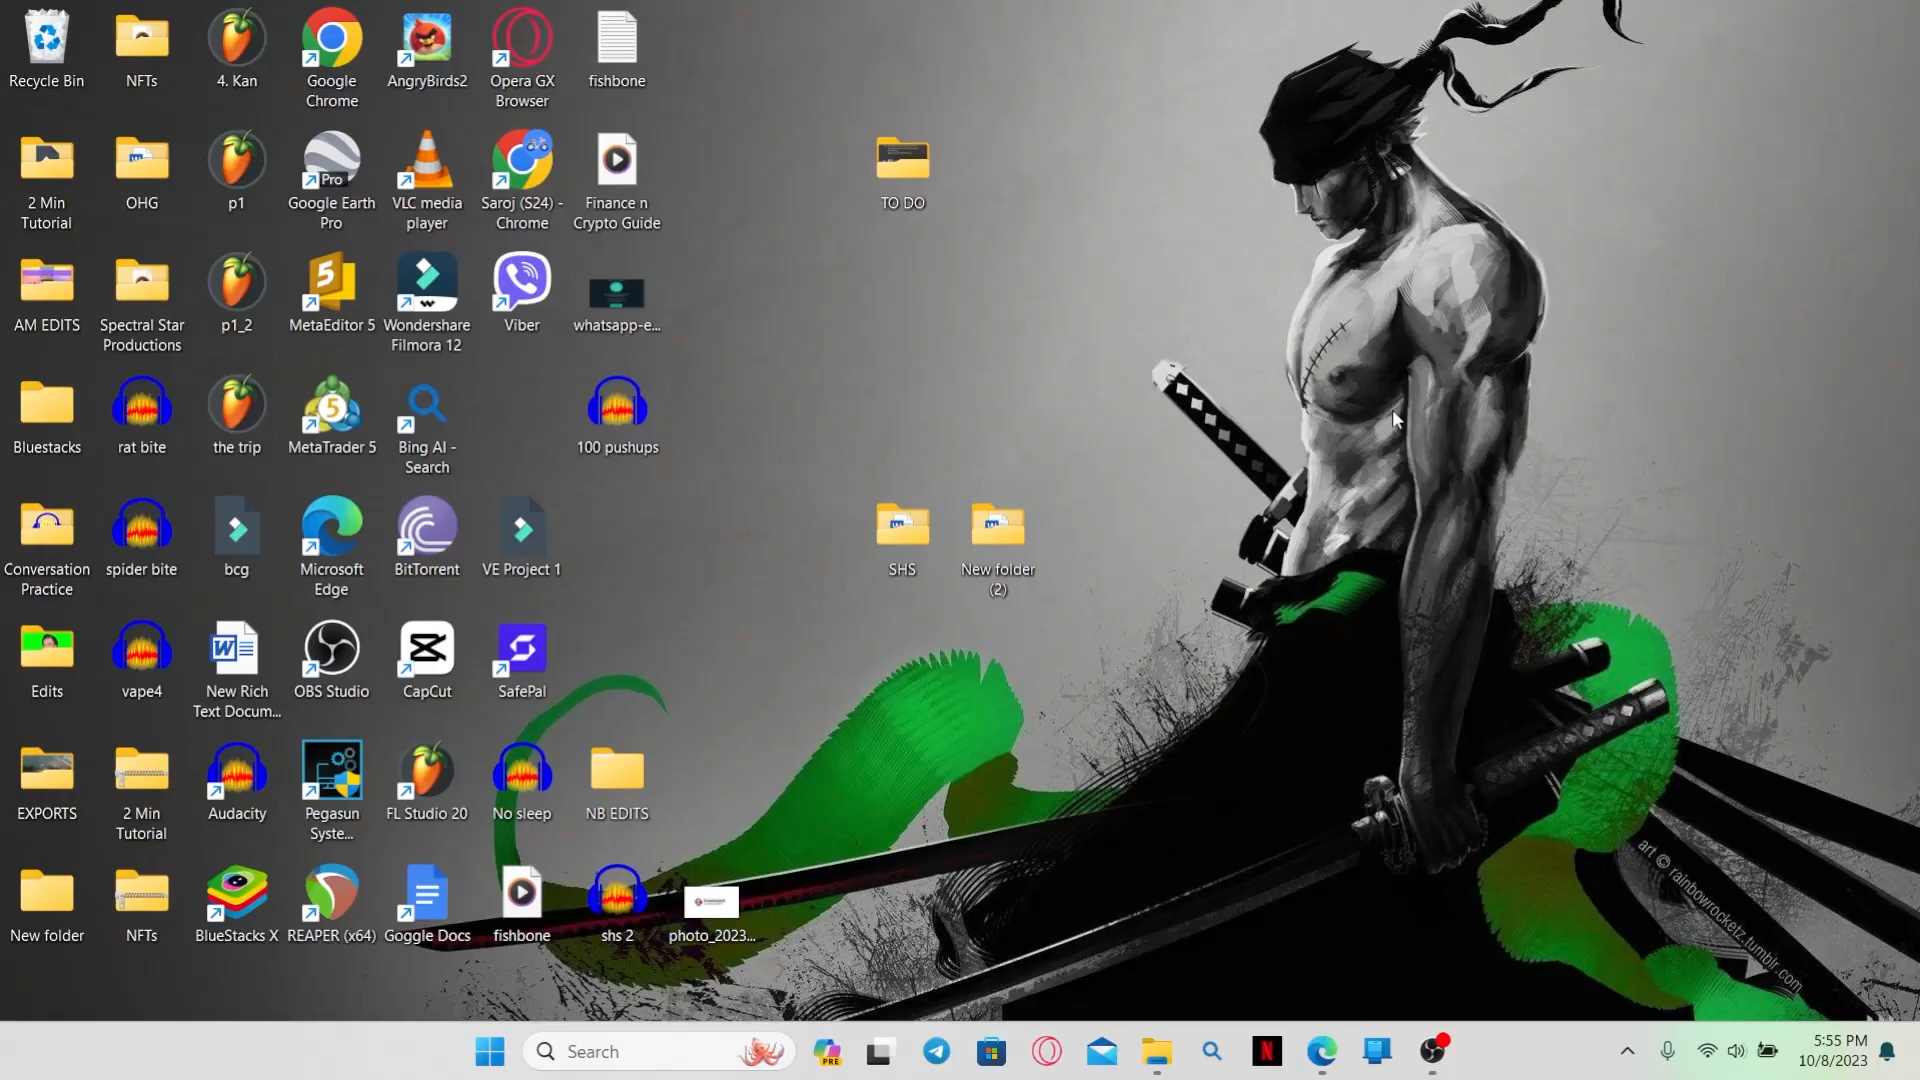 Recycle Bin
NFTs
4. Kan
Google
Chrome
AngryBirds2
Opera GX
Browser
fishbone
2 Min
Tutorial
OHG
p1
Pro
Google Earth
Pro
VLC media
player
Saroj (S24) -
Chrome
Finance n
Crypto Guide
TO DO
AM EDITS
Spectral Star
Productions
p1_2
5
MetaEditor 5
Wondershare
Filmora 12
Viber
whatsapp-e...
Bluestacks
rat bite
the trip
5
MetaTrader 5
Bing AI -
Search
100 pushups
Conversation
Practice
spider bite
bcg
Microsoft
Edge
BitTorrent
VE Project 1
SHS
New folder
(2)
Edits
vape4
W
New Rich
Text Docum...
OBS Studio
CapCut
SafePal
EXPORTS
2 Min
Tutorial
Audacity
Pegasun
Syste...
FL Studio 20
No sleep
NB EDITS
New folder
NFTs
BlueStacks X
REAPER (x64)
Goggle Docs
fishbone
shs 2
photo_2023...
art © rainbowrocketz.tumblr.com
Search
PRE
N
5:55 PM
10/8/2023